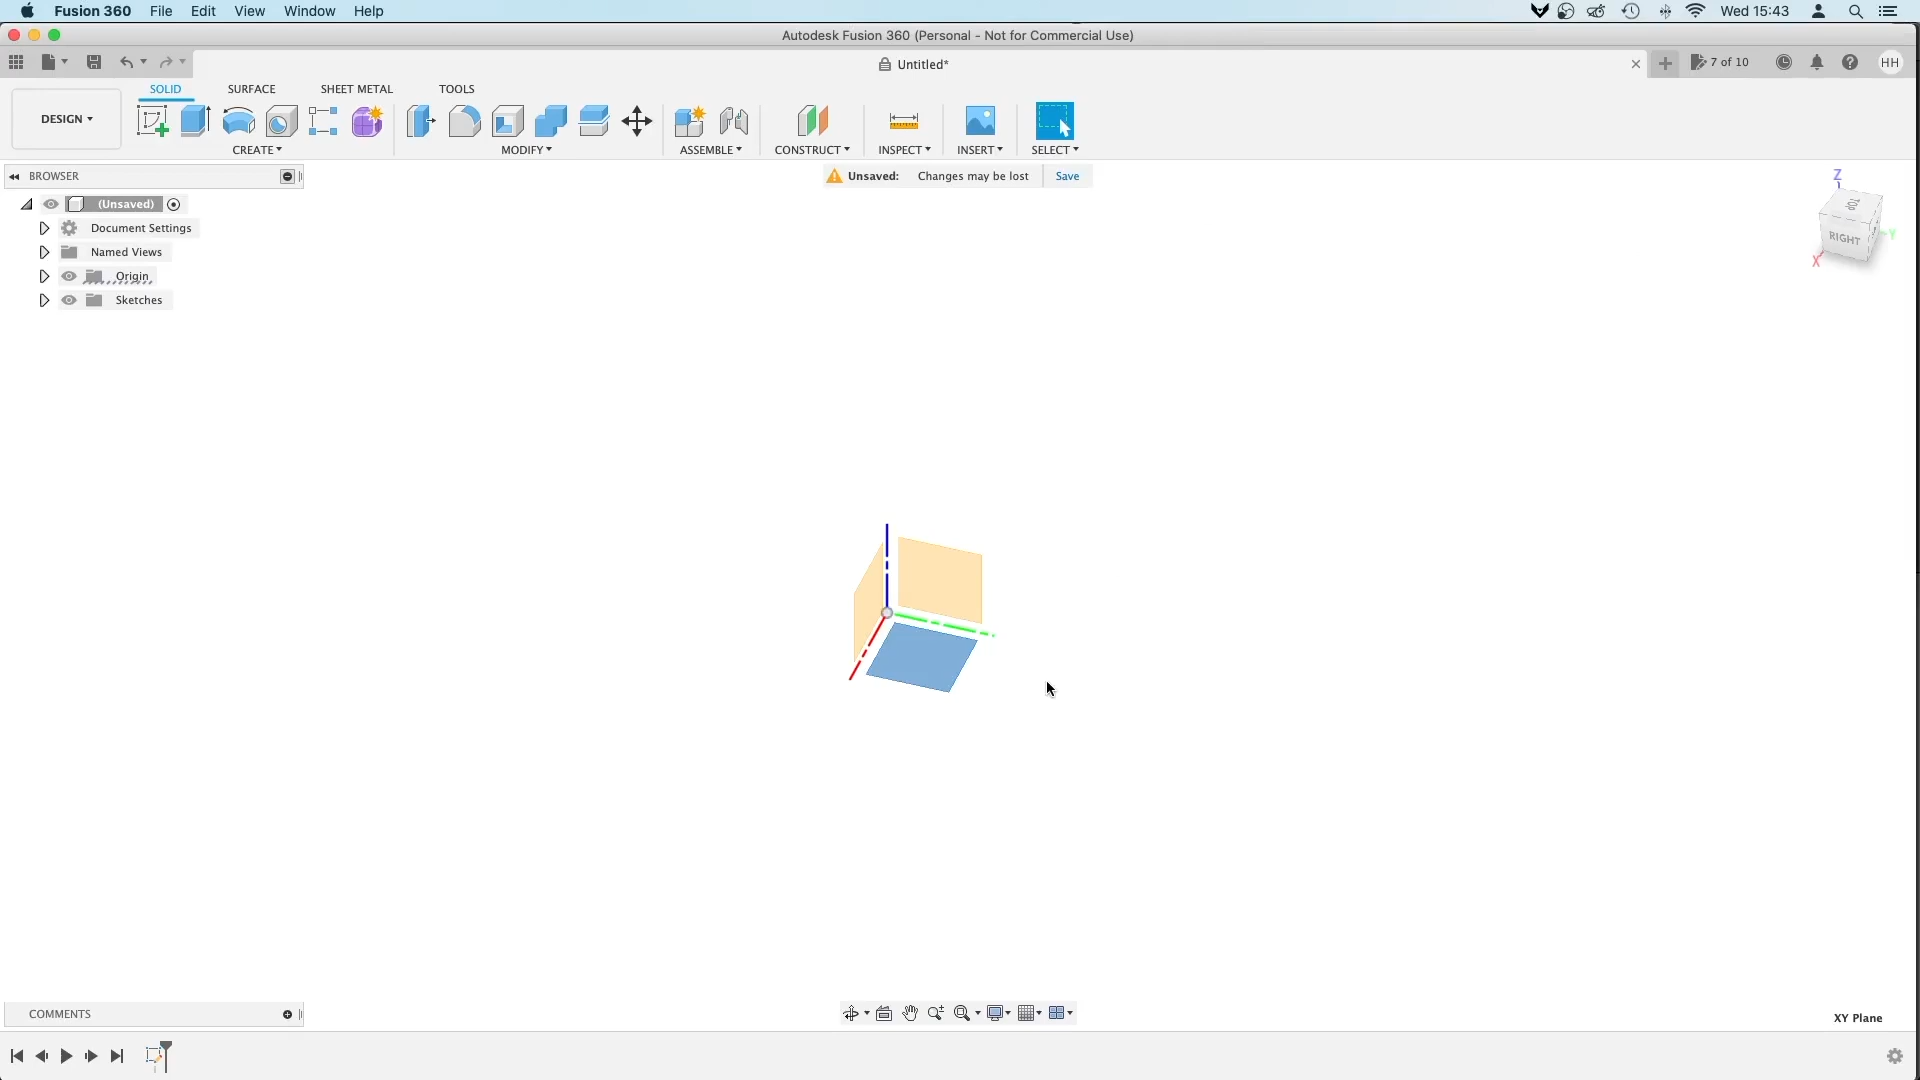 Fusion 360 File Edit View Window Help Wed 15:43
Autodesk Fusion 360 (Personal - Not for Commercial Use)
Untitled* 7 of 10 HH
SOLID SURFACE SHEET METAL TOOLS
DESIGN
CREATE MODIFY ASSEMBLE CONSTRUCT INSPECT INSERT SELECT
BROWSER
Unsaved: Changes may be lost Save
(Unsaved)
Document Settings
Named Views
Origin
Sketches
Z
TOP
RIGHT
Y
X
COMMENTS
XY Plane